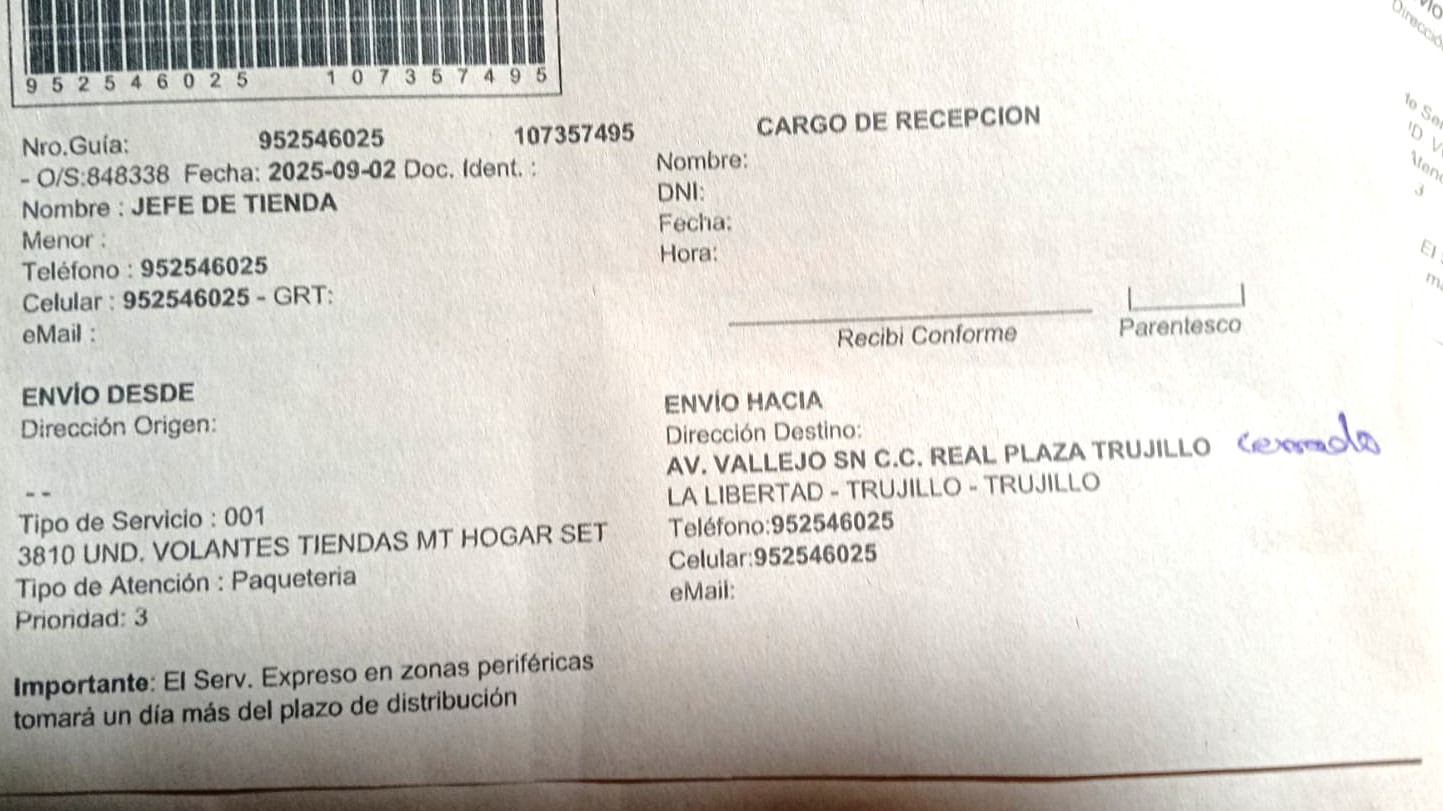 952546025 107357495
Nro.Guía: 952546025 107357495
- O/S:848338 Fecha: 2025-09-02 Doc. Ident. :
Nombre : JEFE DE TIENDA
Menor :
Teléfono : 952546025
Celular : 952546025 - GRT:
eMail :
CARGO DE RECEPCION
Nombre:
DNI:
Fecha:
Hora:
Recibi Conforme
Parentesco
ENVÍO DESDE
Dirección Origen:
- -
Tipo de Servicio : 001
3810 UND. VOLANTES TIENDAS MT HOGAR SET
Tipo de Atención : Paqueteria
Prioridad: 3
Importante: El Serv. Expreso en zonas periféricas
tomará un día más del plazo de distribución
ENVÍO HACIA
Dirección Destino:
AV. VALLEJO SN C.C. REAL PLAZA TRUJILLO cerrado
LA LIBERTAD - TRUJILLO - TRUJILLO
Teléfono:952546025
Celular:952546025
eMail: